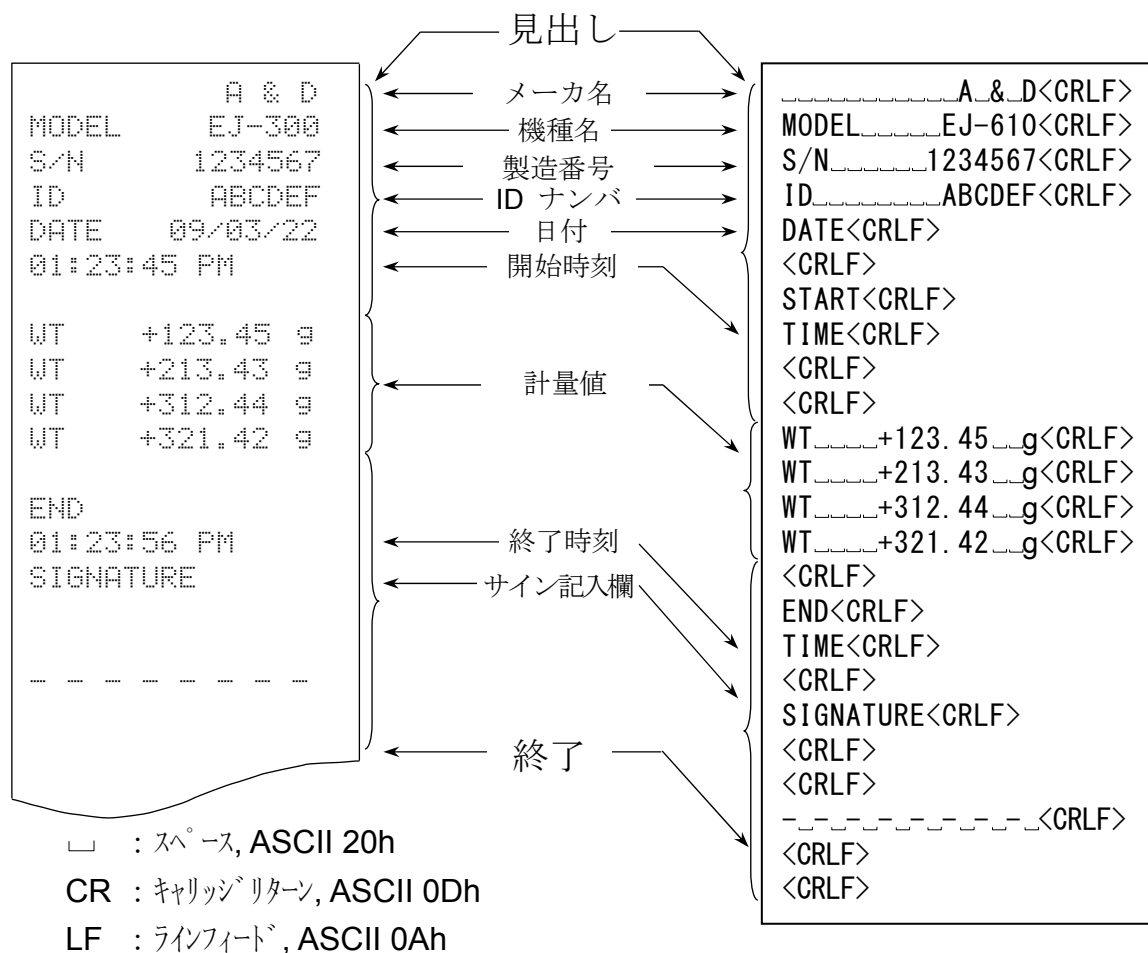 見出し
A & D
MODEL EJ-300
S/N 1234567
ID ABCDEF
DATE 09/03/22
01:23:45 PM
WT +123.45 g
WT +213.43 g
WT +312.44 g
WT +321.42 g
END
01:23:56 PM
SIGNATURE
- - - - - - - -
メーカ名
機種名
製造番号
ID ナンバ
日付
開始時刻
計量値
終了時刻
サイン記入欄
終了
␣␣␣␣␣␣␣␣␣␣␣A␣&␣D<CRLF>
MODEL␣␣␣␣␣EJ-610<CRLF>
S/N␣␣␣␣␣␣1234567<CRLF>
ID␣␣␣␣␣␣␣␣ABCDEF<CRLF>
DATE<CRLF>
<CRLF>
START<CRLF>
TIME<CRLF>
<CRLF>
<CRLF>
WT␣␣␣␣+123.45␣␣g<CRLF>
WT␣␣␣␣+213.43␣␣g<CRLF>
WT␣␣␣␣+312.44␣␣g<CRLF>
WT␣␣␣␣+321.42␣␣g<CRLF>
<CRLF>
END<CRLF>
TIME<CRLF>
<CRLF>
SIGNATURE<CRLF>
<CRLF>
<CRLF>
-␣-␣-␣-␣-␣-␣-␣-␣<CRLF>
<CRLF>
<CRLF>
␣ : スペース, ASCII 20h
CR : キャリッジリターン, ASCII 0Dh
LF : ラインフィード, ASCII 0Ah